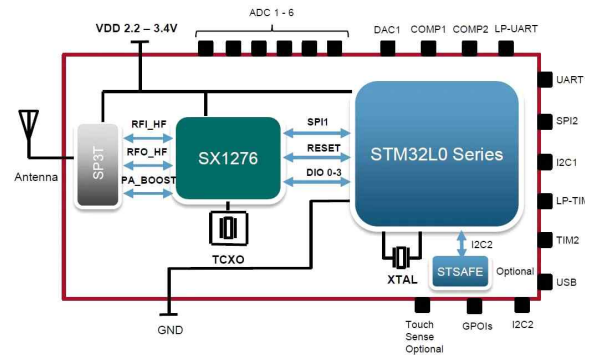 ADC 1 - 6
VDD 2.2 – 3.4V
DAC1
COMP1
COMP2
LP-UART
UART
SPI2
I2C1
LP-TIM
TIM2
USB
Antenna
SP3T
RFI_HF
RFO_HF
PA_BOOST
SX1276
SPI1
RESET
DIO 0-3
STM32L0 Series
TCXO
XTAL
I2C2
STSAFE
Optional
GND
Touch
Sense
Optional
GPOIs
I2C2